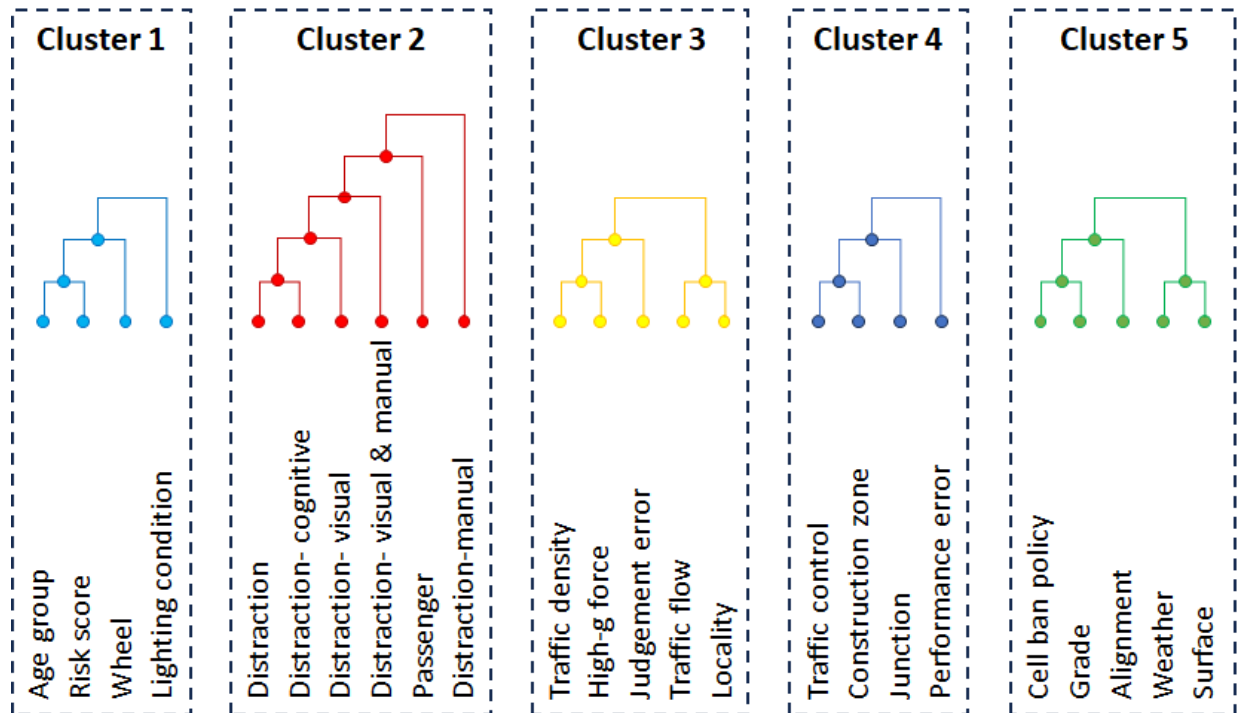 Cluster 1
Age group
Risk score
Wheel
Lighting condition
Cluster 2
Distraction
Distraction- cognitive
Distraction- visual
Distraction- visual & manual
Passenger
Distraction-manual
Cluster 3
Traffic density
High-g force
Judgement error
Traffic flow
Locality
Cluster 4
Traffic control
Construction zone
Junction
Performance error
Cluster 5
Cell ban policy
Grade
Alignment
Weather
Surface